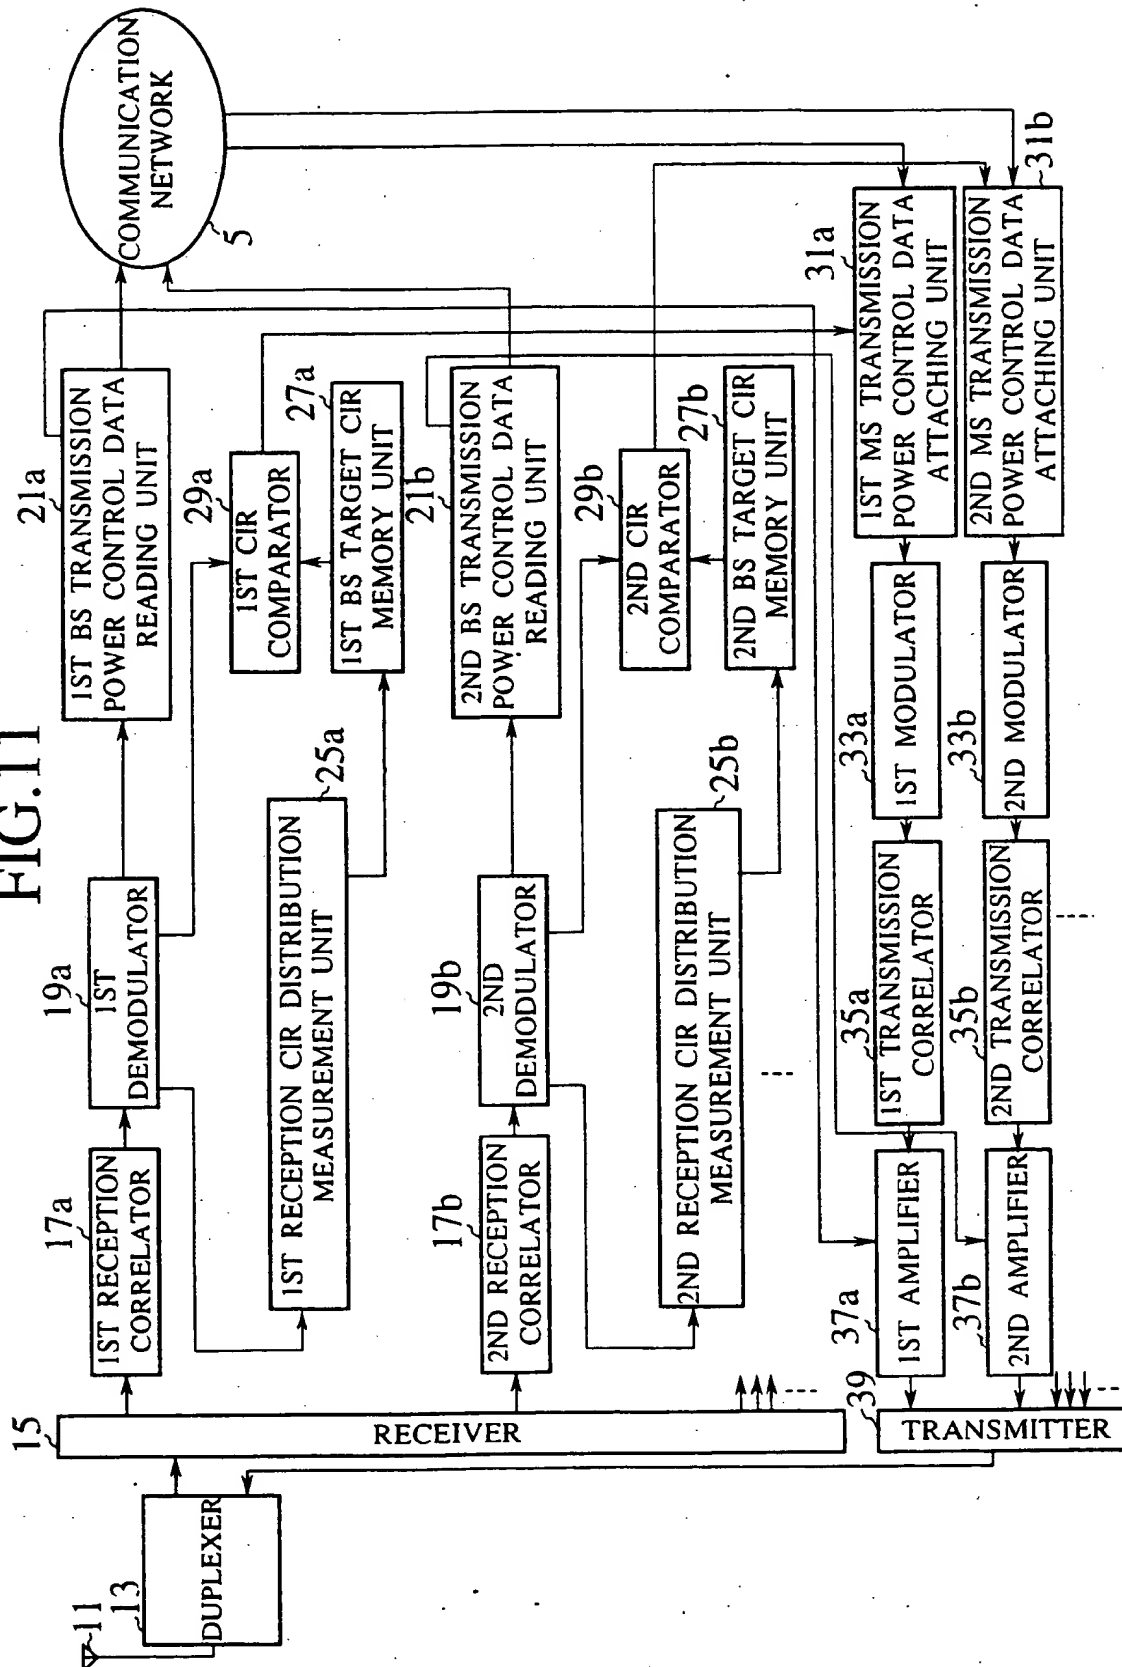 FIG.11
11
13
DUPLEXER
15
RECEIVER
17a
1ST RECEPTION
CORRELATOR
19a
1ST
DEMODULATOR
21a
1ST BS TRANSMISSION
POWER CONTROL DATA
READING UNIT
COMMUNICATION
NETWORK
5
25a
1ST RECEPTION CIR DISTRIBUTION
MEASUREMENT UNIT
29a
1ST CIR
COMPARATOR
27a
1ST BS TARGET CIR
MEMORY UNIT
17b
2ND RECEPTION
CORRELATOR
19b
2ND
DEMODULATOR
21b
2ND BS TRANSMISSION
POWER CONTROL DATA
READING UNIT
25b
2ND RECEPTION CIR DISTRIBUTION
MEASUREMENT UNIT
29b
2ND CIR
COMPARATOR
27b
2ND BS TARGET CIR
MEMORY UNIT
39
TRANSMITTER
37a
1ST AMPLIFIER
35a
1ST TRANSMISSION
CORRELATOR
33a
1ST MODULATOR
31a
1ST MS TRANSMISSION
POWER CONTROL DATA
ATTACHING UNIT
37b
2ND AMPLIFIER
35b
2ND TRANSMISSION
CORRELATOR
33b
2ND MODULATOR
2ND MS TRANSMISSION
POWER CONTROL DATA
ATTACHING UNIT
31b